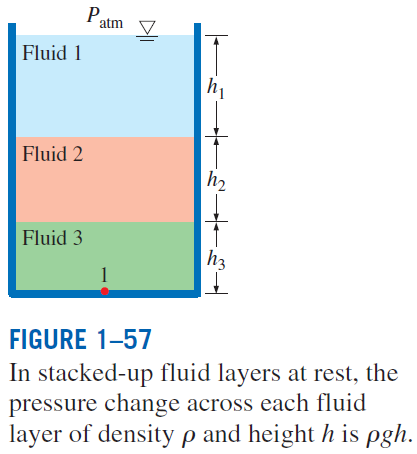 P_atm
Fluid 1
h₁
Fluid 2
h₂
Fluid 3
h₃
1
FIGURE 1–57
In stacked-up fluid layers at rest, the
pressure change across each fluid
layer of density ρ and height h is ρgh.